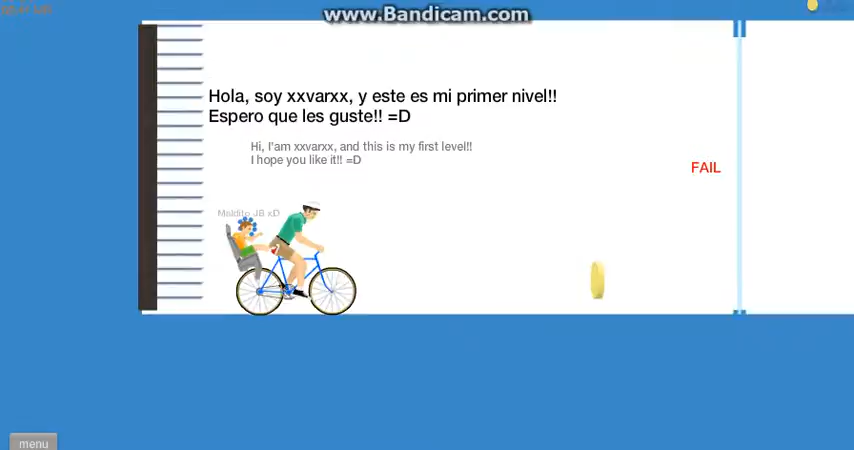 www.Bandicam.com
Hola, soy xxvarxx, y este es mi primer nivel!!
Espero que les guste!! =D
Hi, I'am xxvarxx, and this is my first level!!
I hope you like it!! =D
FAIL
Maldito JB xD
menu